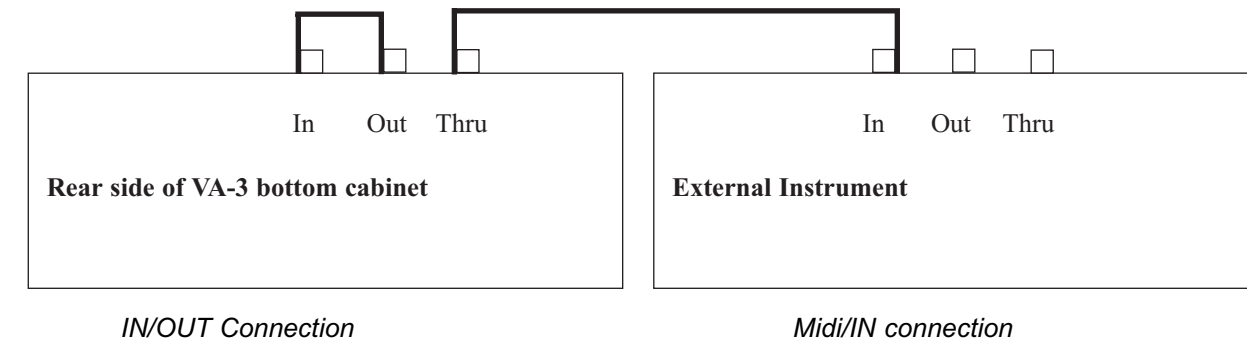 In Out Thru
In Out Thru
Rear side of VA-3 bottom cabinet
External Instrument
IN/OUT Connection
Midi/IN connection